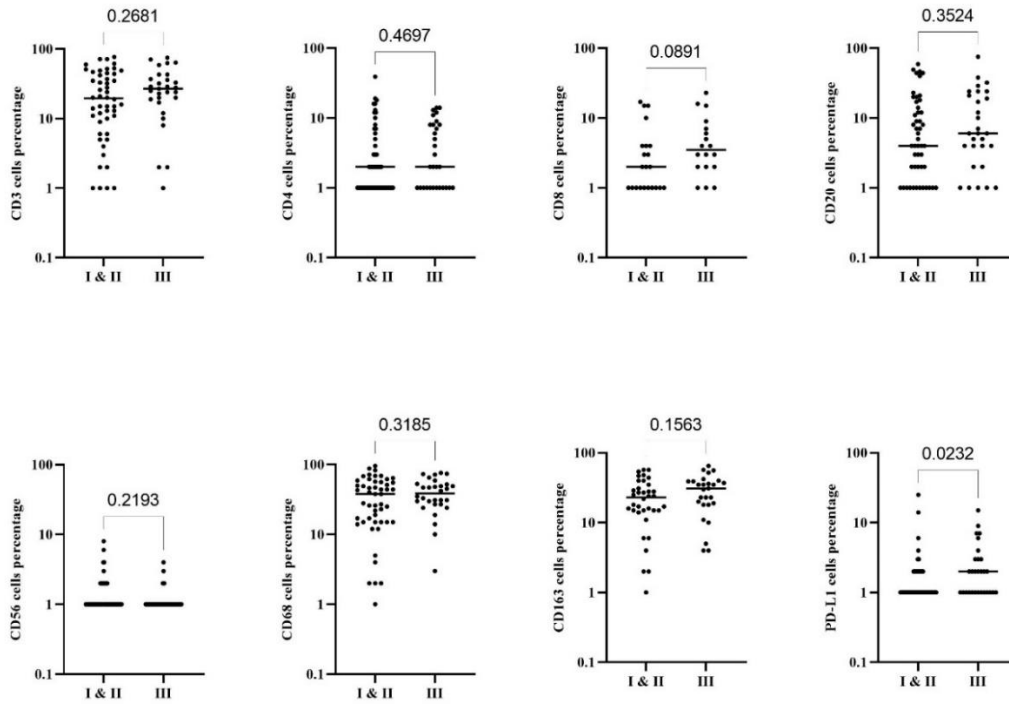 0.2681
CD3 cells percentage
100
10
1
0.1
I & II
III
0.4697
CD4 cells percentage
100
10
1
0.1
I & II
III
0.0891
CD8 cells percentage
100
10
1
0.1
I & II
III
0.3524
CD20 cells percentage
100
10
1
0.1
I & II
III
0.2193
CD56 cells percentage
100
10
1
0.1
I & II
III
0.3185
CD68 cells percentage
100
10
1
0.1
I & II
III
0.1563
CD163 cells percentage
100
10
1
0.1
I & II
III
0.0232
PD-L1 cells percentage
100
10
1
0.1
I & II
III